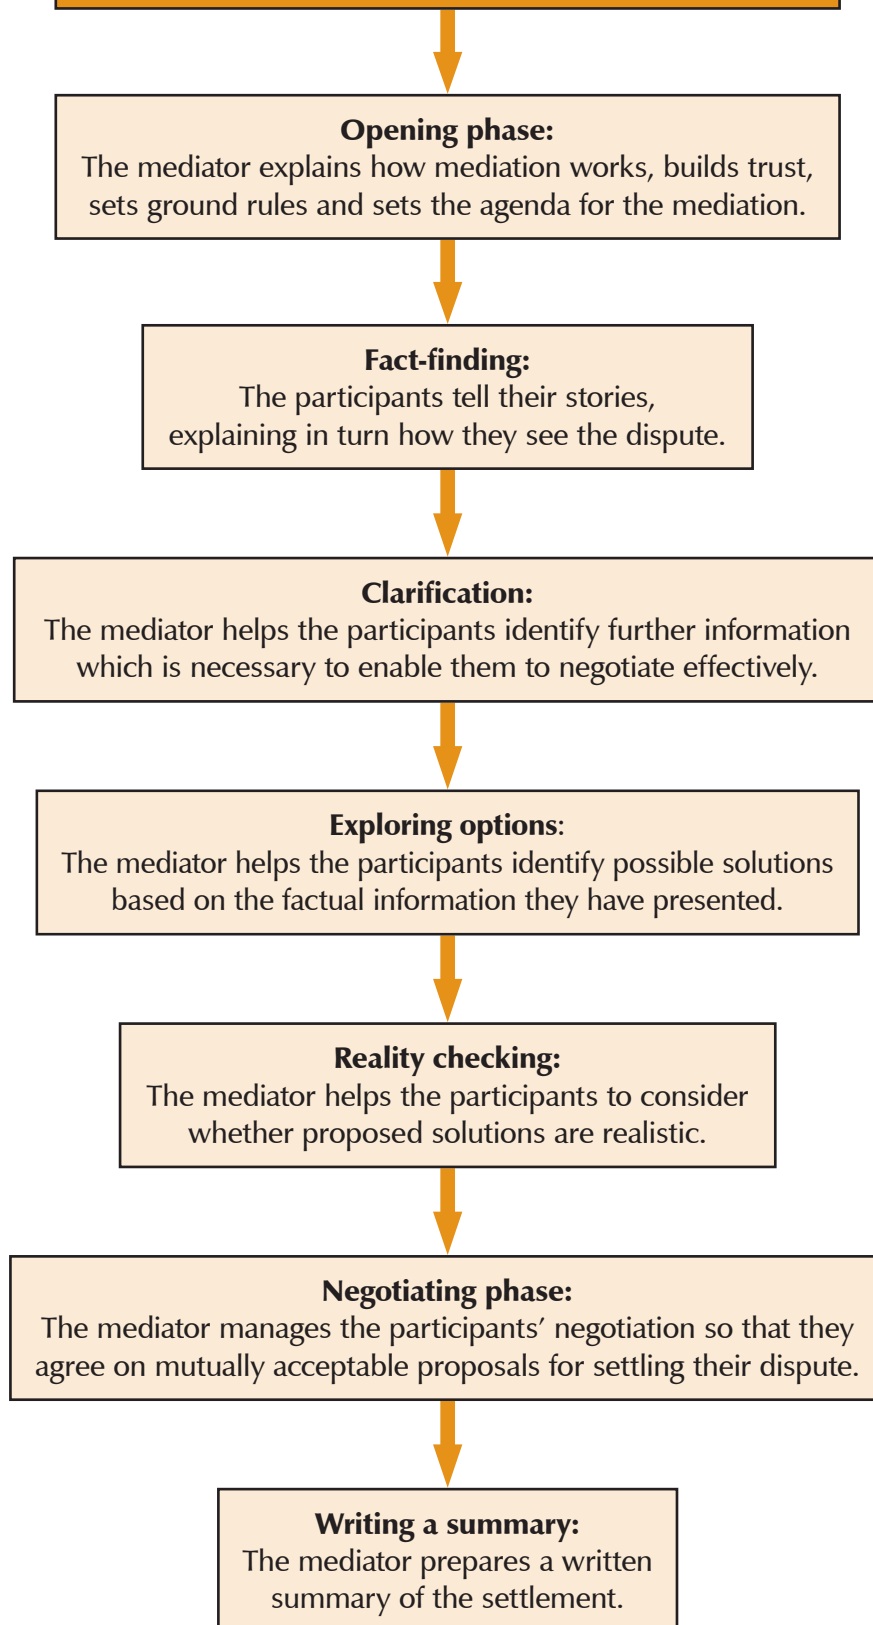 Opening phase:
The mediator explains how mediation works, builds trust,
sets ground rules and sets the agenda for the mediation.
Fact-finding:
The participants tell their stories,
explaining in turn how they see the dispute.
Clarification:
The mediator helps the participants identify further information
which is necessary to enable them to negotiate effectively.
Exploring options:
The mediator helps the participants identify possible solutions
based on the factual information they have presented.
Reality checking:
The mediator helps the participants to consider
whether proposed solutions are realistic.
Negotiating phase:
The mediator manages the participants’ negotiation so that they
agree on mutually acceptable proposals for settling their dispute.
Writing a summary:
The mediator prepares a written
summary of the settlement.